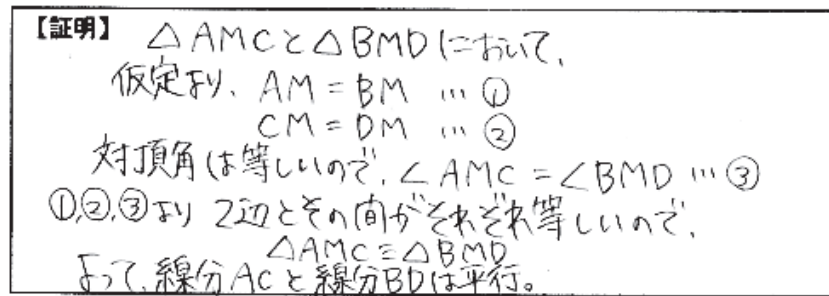 【証明】 △AMCと△BMDにおいて、
仮定より、AM=BM … ①
CM=DM … ②
対頂角は等しいので、∠AMC=∠BMD … ③
①,②,③より 2辺とその間がそれぞれ等しいので、
△AMC≡△BMD
よって、線分ACと線分BDは平行。